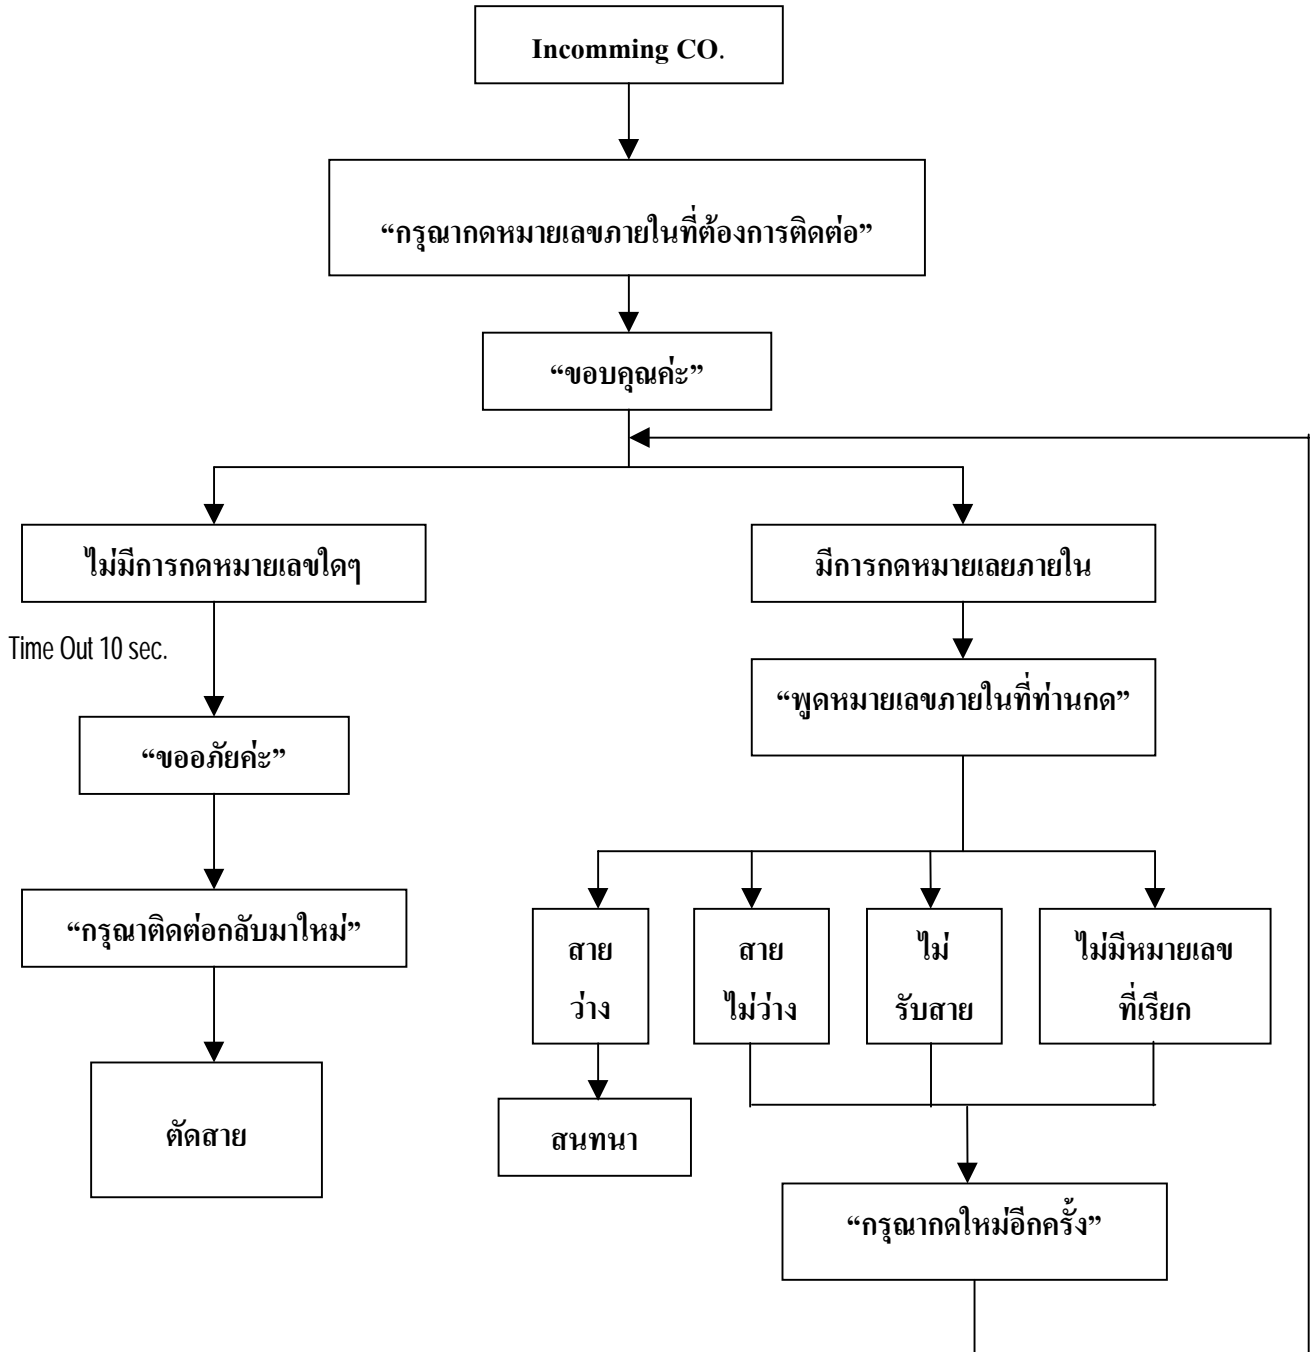 Incomming CO.
“กรุณากดหมายเลขภายในที่ต้องการติดต่อ”
“ขอบคุณค่ะ”
ไม่มีการกดหมายเลขใดๆ
มีการกดหมายเลยภายใน
Time Out 10 sec.
“พูดหมายเลขภายในที่ท่านกด”
“ขออภัยค่ะ”
“กรุณาติดต่อกลับมาใหม่”
สาย
ว่าง
สาย
ไม่ว่าง
ไม่
รับสาย
ไม่มีหมายเลข
ที่เรียก
ตัดสาย
สนทนา
“กรุณากดใหม่อีกครั้ง”